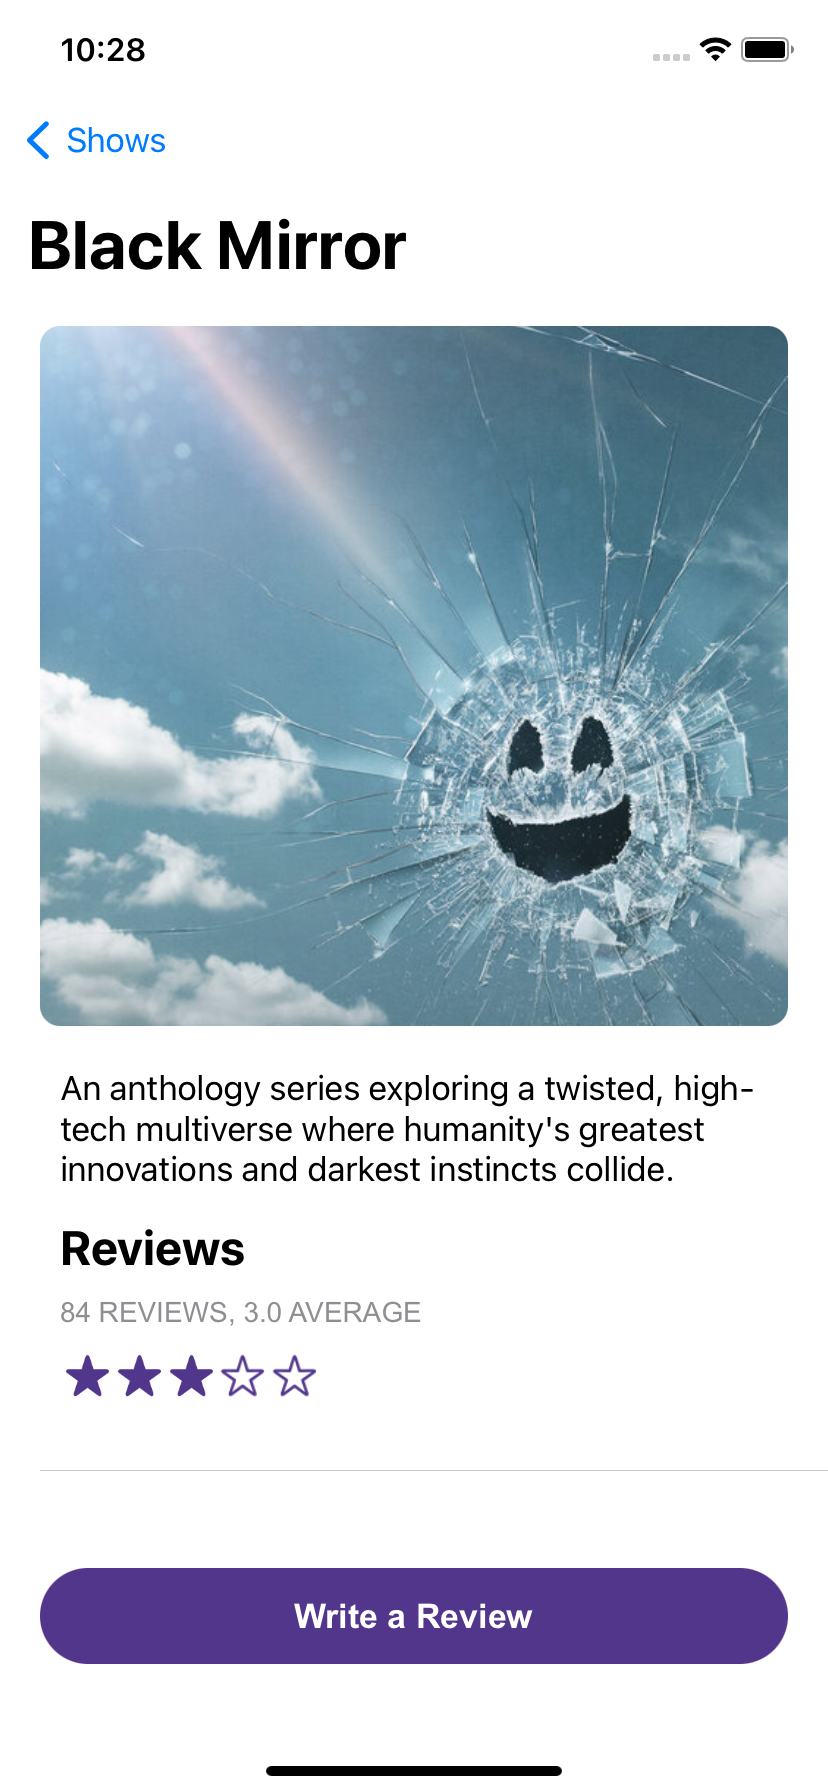 10:28
Shows
Black Mirror
An anthology series exploring a twisted, high-
tech multiverse where humanity's greatest
innovations and darkest instincts collide.
Reviews
84 REVIEWS, 3.0 AVERAGE
Write a Review